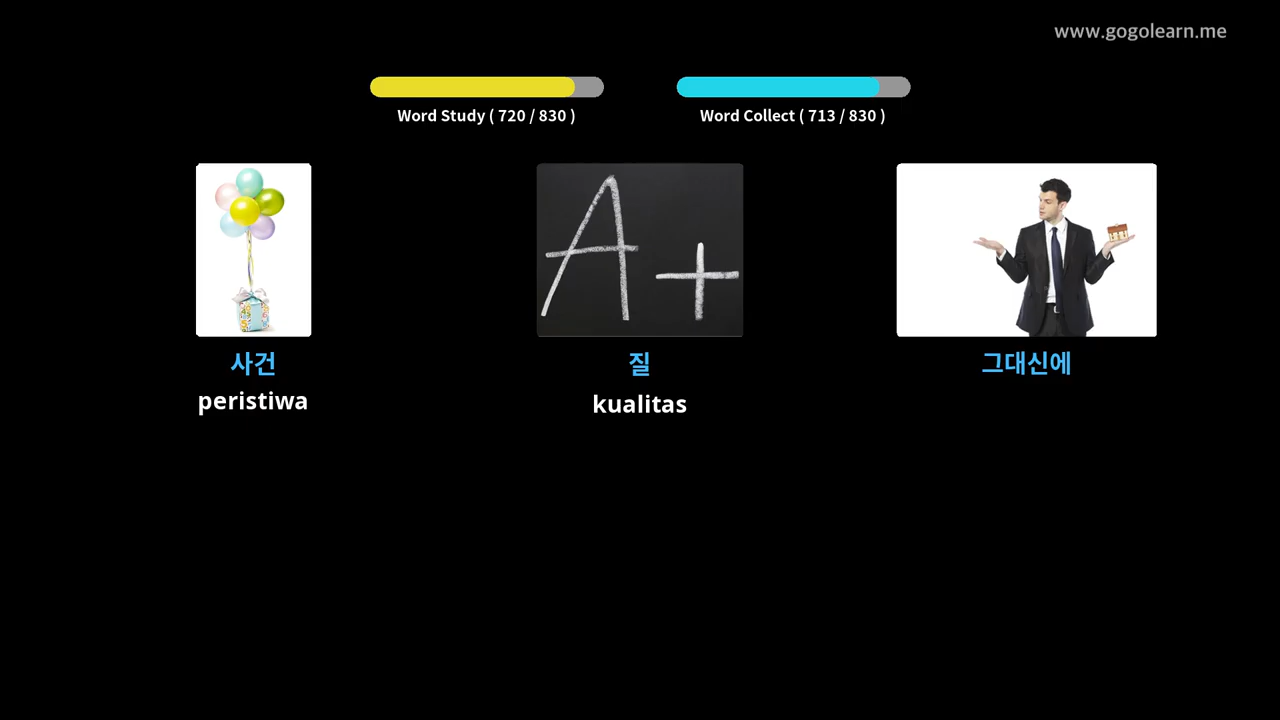 www.gogolearn.me
Word Study ( 720 / 830 )
Word Collect ( 713 / 830 )
A+
사건
질
그대신에
peristiwa
kualitas